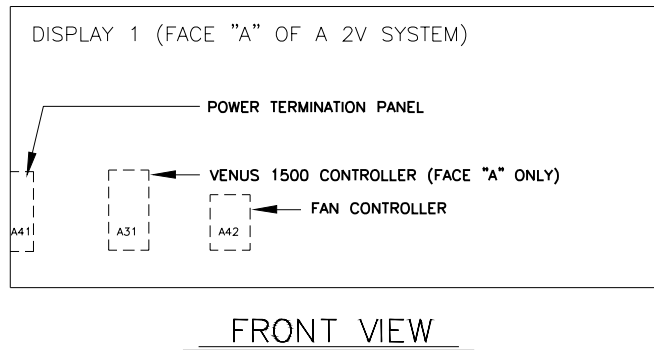 DISPLAY 1 (FACE "A" OF A 2V SYSTEM)
POWER TERMINATION PANEL
VENUS 1500 CONTROLLER (FACE "A" ONLY)
FAN CONTROLLER
A41
A31
A42
FRONT VIEW